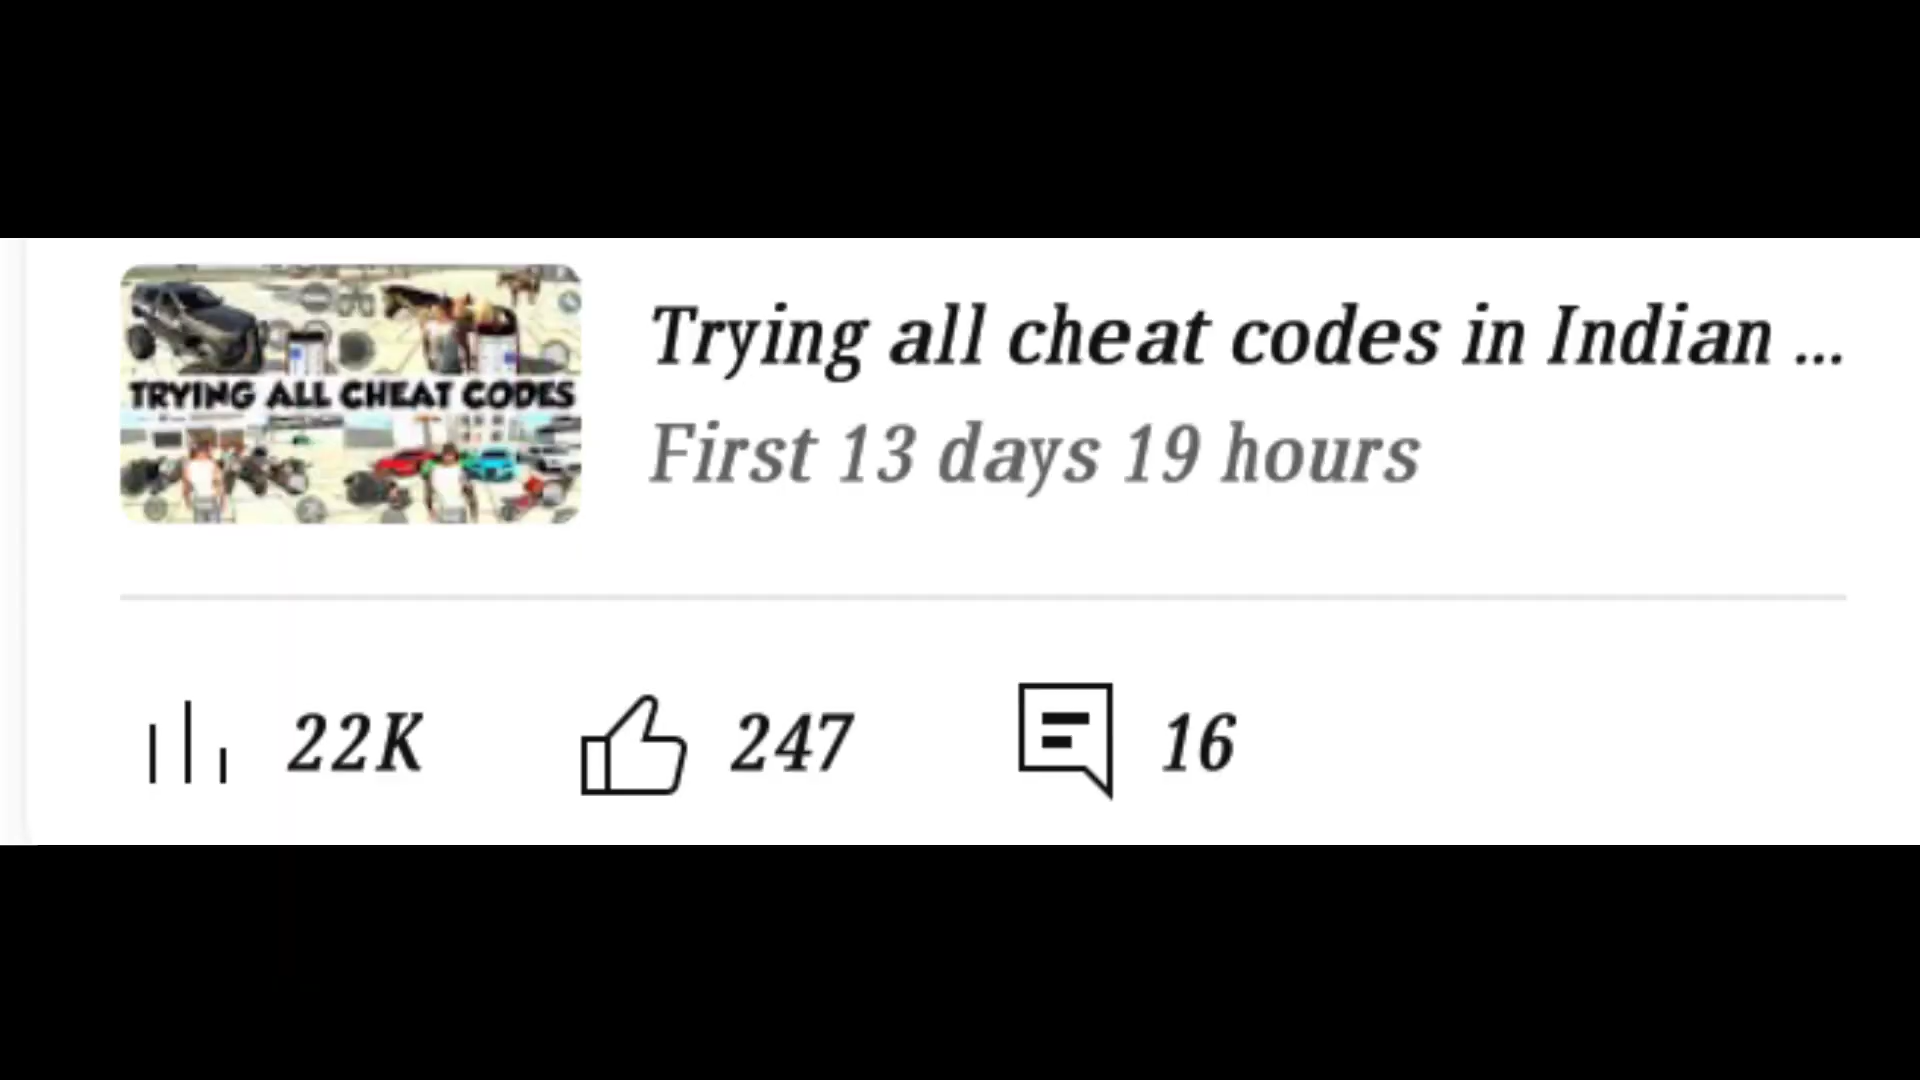 Trying all cheat codes in Indian ...
First 13 days 19 hours
TRYING ALL CHEAT CODES
22K 247 16